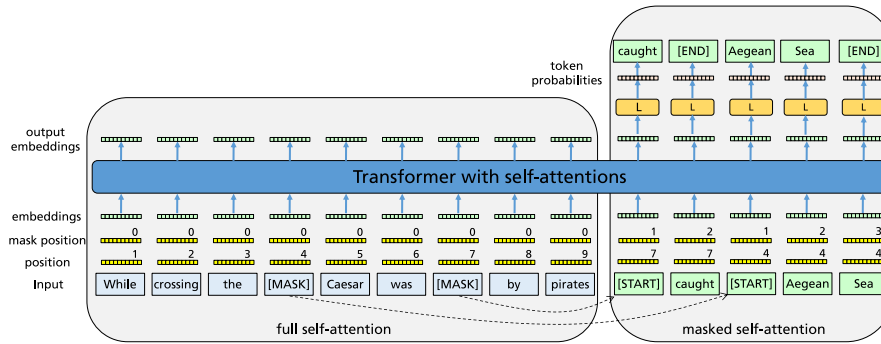 caught [END] Aegean Sea [END]
token
probabilities
L L L L L
output
embeddings
Transformer with self-attentions
embeddings
0 0 0 0 0 0 0 0 0 1 2 1 2 3
mask position
1 2 3 4 5 6 7 8 9 7 7 4 4 4
position
Input While crossing the [MASK] Caesar was [MASK] by pirates [START] caught [START] Aegean Sea
full self-attention masked self-attention